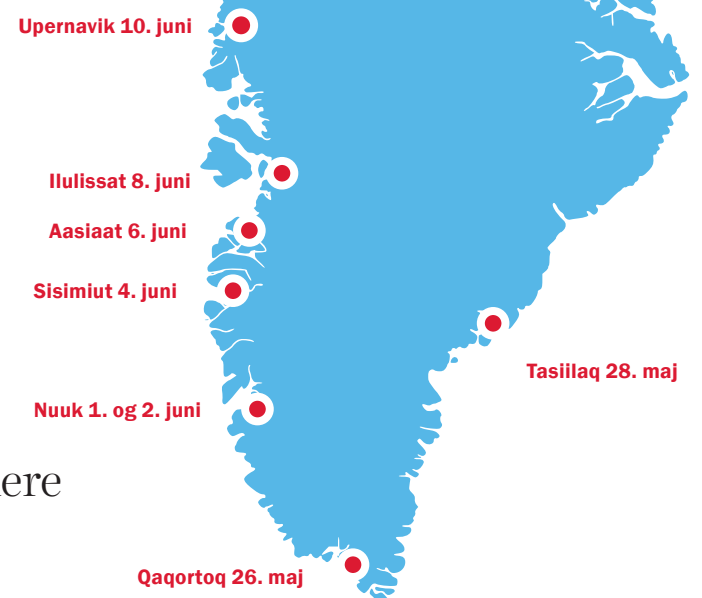 Upernavik 10. juni
Ilulissat 8. juni
Aasiaat 6. juni
Sisimiut 4. juni
Tasiilaq 28. maj
Nuuk 1. og 2. juni
Qaqortoq 26. maj